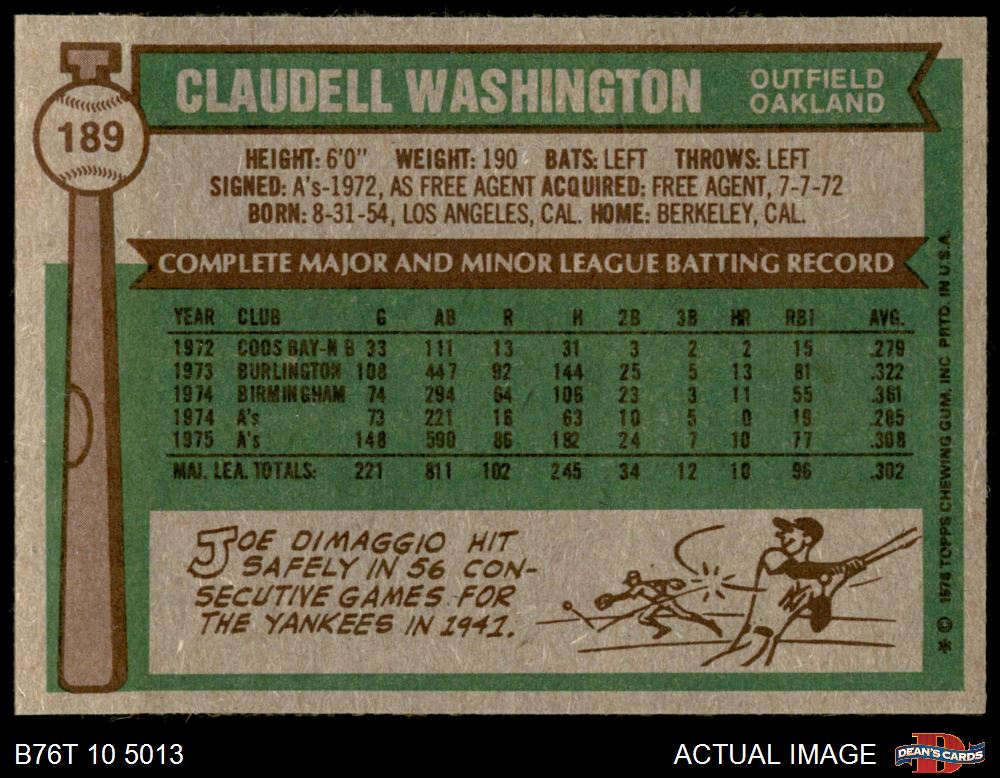 189
CLAUDELL WASHINGTON
OUTFIELD
OAKLAND
HEIGHT: 6'0" WEIGHT: 190 BATS: LEFT THROWS: LEFT
SIGNED: A's-1972, AS FREE AGENT ACQUIRED: FREE AGENT, 7-7-72
BORN: 8-31-54, LOS ANGELES, CAL. HOME: BERKELEY, CAL.
COMPLETE MAJOR AND MINOR LEAGUE BATTING RECORD
YEAR CLUB G AB R H 2B 3B HR RBI AVG.
1972 COOS BAY-N B 33 111 13 31 3 2 2 15 .279
1973 BURLINGTON 108 447 92 144 25 5 13 81 .322
1974 BIRMINGHAM 74 294 64 106 23 3 11 55 .361
1974 A's 73 221 16 63 10 5 0 19 .285
1975 A's 148 590 86 182 24 7 10 77 .308
MAJ. LEA. TOTALS: 221 811 102 245 34 12 10 96 .302
JOE DIMAGGIO HIT
SAFELY IN 56 CON-
SECUTIVE GAMES FOR
THE YANKEES IN 1941.
* © 1976 TOPPS CHEWING GUM, INC. PRTD. IN U.S.A.
B76T 10 5013
ACTUAL IMAGE
DEAN'S CARDS